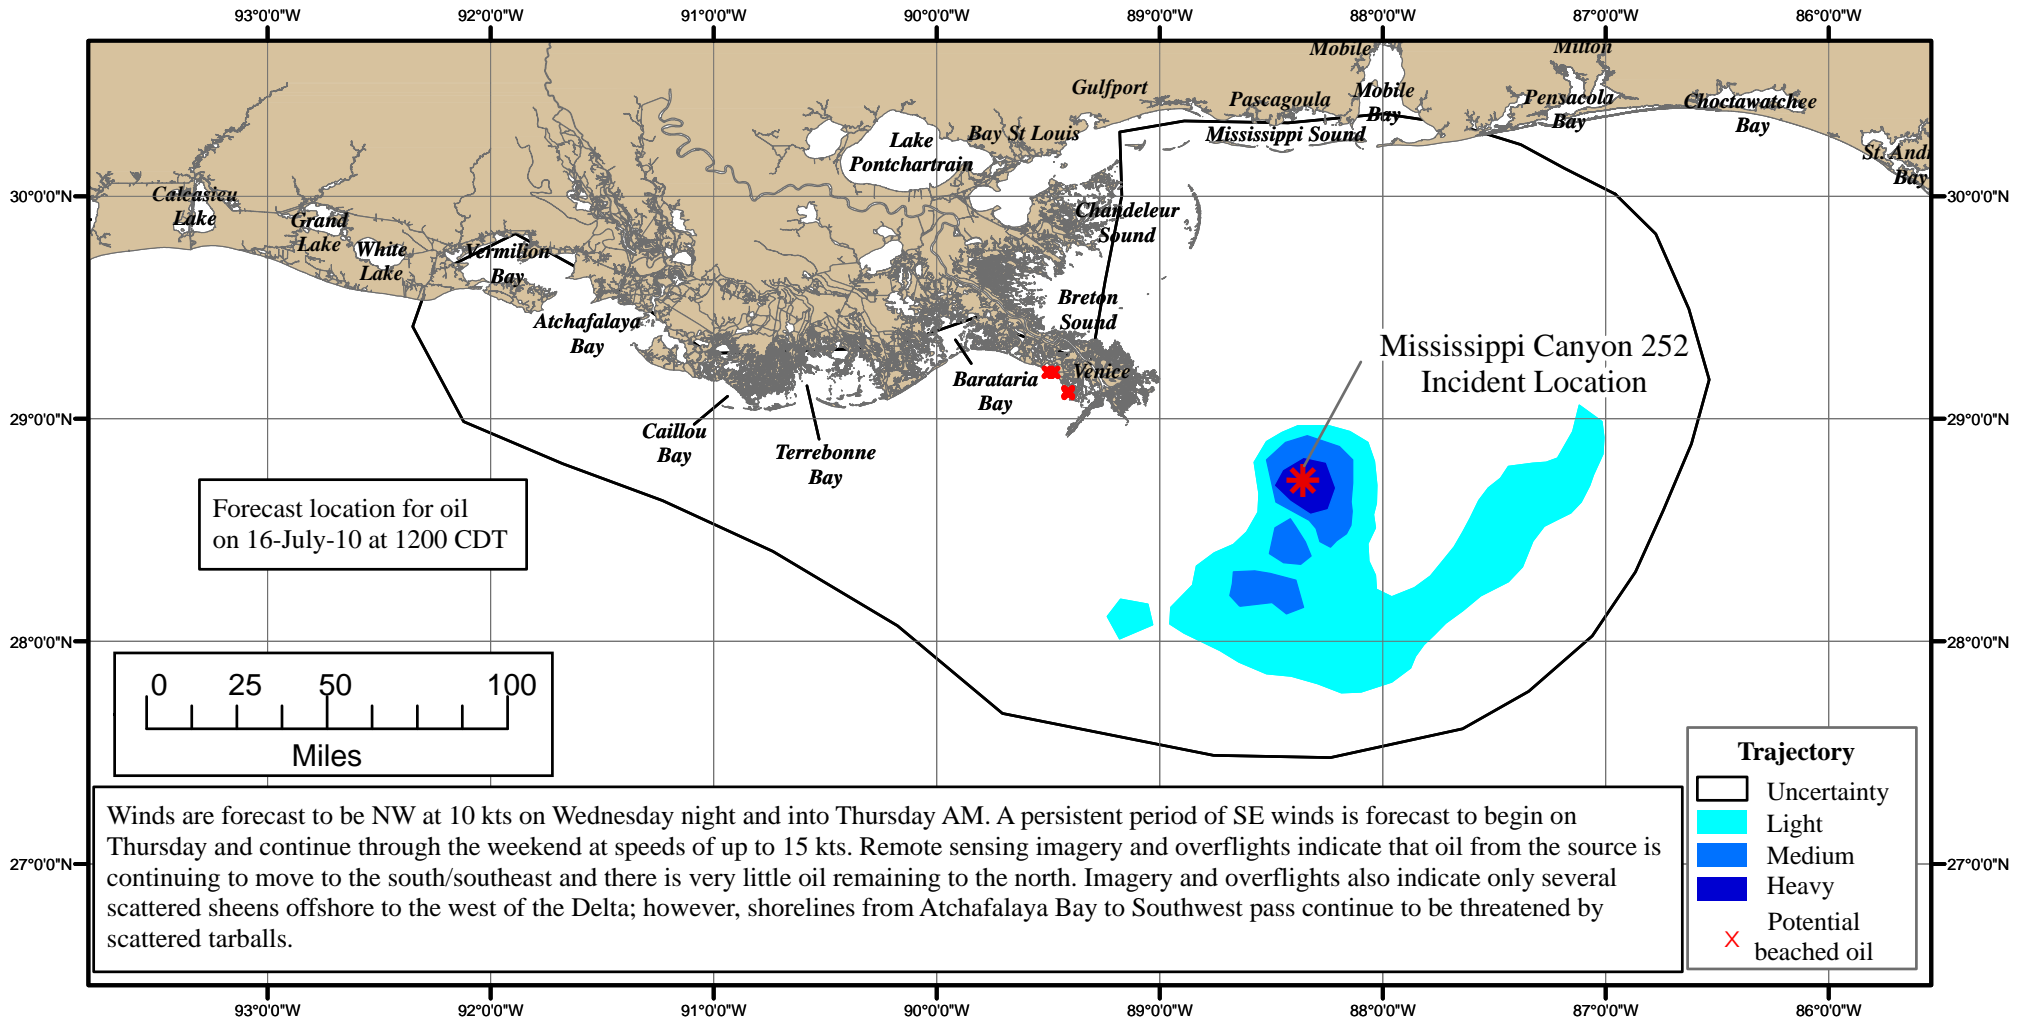 93°0'0"W
92°0'0"W
91°0'0"W
90°0'0"W
89°0'0"W
88°0'0"W
87°0'0"W
86°0'0"W
Mobile
Milton
Gulfport
Pascagoula
Mobile
Bay
Pensacola
Bay
Choctawatchee
Bay
Lake
Pontchartrain
Bay St Louis
Mississippi Sound
St. Andr
Bay
30°0'0"N
30°0'0"N
Calcasieu
Lake
Grand
Lake
White
Lake
Vermilion
Bay
Chandeleur
Sound
Atchafalaya
Bay
Breton
Sound
Mississippi Canyon 252
Incident Location
Barataria
Bay
Venice
29°0'0"N
29°0'0"N
Caillou
Bay
Terrebonne
Bay
Forecast location for oil
on 16-July-10 at 1200 CDT
28°0'0"N
28°0'0"N
0 25 50 100
Miles
Trajectory
Uncertainty
Light
Medium
Heavy
Potential
beached oil
Winds are forecast to be NW at 10 kts on Wednesday night and into Thursday AM. A persistent period of SE winds is forecast to begin on
Thursday and continue through the weekend at speeds of up to 15 kts. Remote sensing imagery and overflights indicate that oil from the source is
continuing to move to the south/southeast and there is very little oil remaining to the north. Imagery and overflights also indicate only several
scattered sheens offshore to the west of the Delta; however, shorelines from Atchafalaya Bay to Southwest pass continue to be threatened by
scattered tarballs.
27°0'0"N
27°0'0"N
93°0'0"W
92°0'0"W
91°0'0"W
90°0'0"W
89°0'0"W
88°0'0"W
87°0'0"W
86°0'0"W